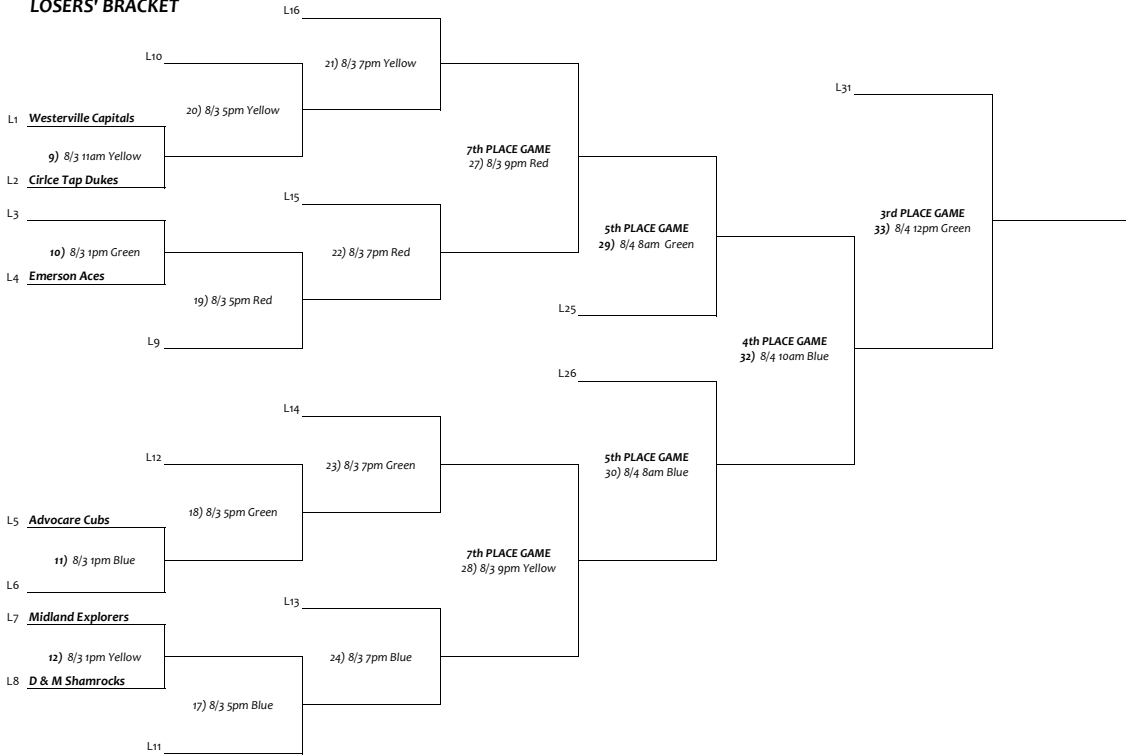 LOSERS' BRACKET
L16
L10
21) 8/3 7pm Yellow
L31
20) 8/3 5pm Yellow
L1 Westerville Capitals
9) 8/3 11am Yellow
7th PLACE GAME
27) 8/3 9pm Red
L2 Cirlce Tap Dukes
L15
L3
3rd PLACE GAME
33) 8/4 12pm Green
5th PLACE GAME
29) 8/4 8am Green
10) 8/3 1pm Green
22) 8/3 7pm Red
L4 Emerson Aces
19) 8/3 5pm Red
L25
L9
4th PLACE GAME
32) 8/4 10am Blue
L26
L14
L12
23) 8/3 7pm Green
5th PLACE GAME
30) 8/4 8am Blue
18) 8/3 5pm Green
L5 Advocare Cubs
11) 8/3 1pm Blue
7th PLACE GAME
28) 8/3 9pm Yellow
L6
L13
L7 Midland Explorers
12) 8/3 1pm Yellow
24) 8/3 7pm Blue
L8 D & M Shamrocks
17) 8/3 5pm Blue
L11